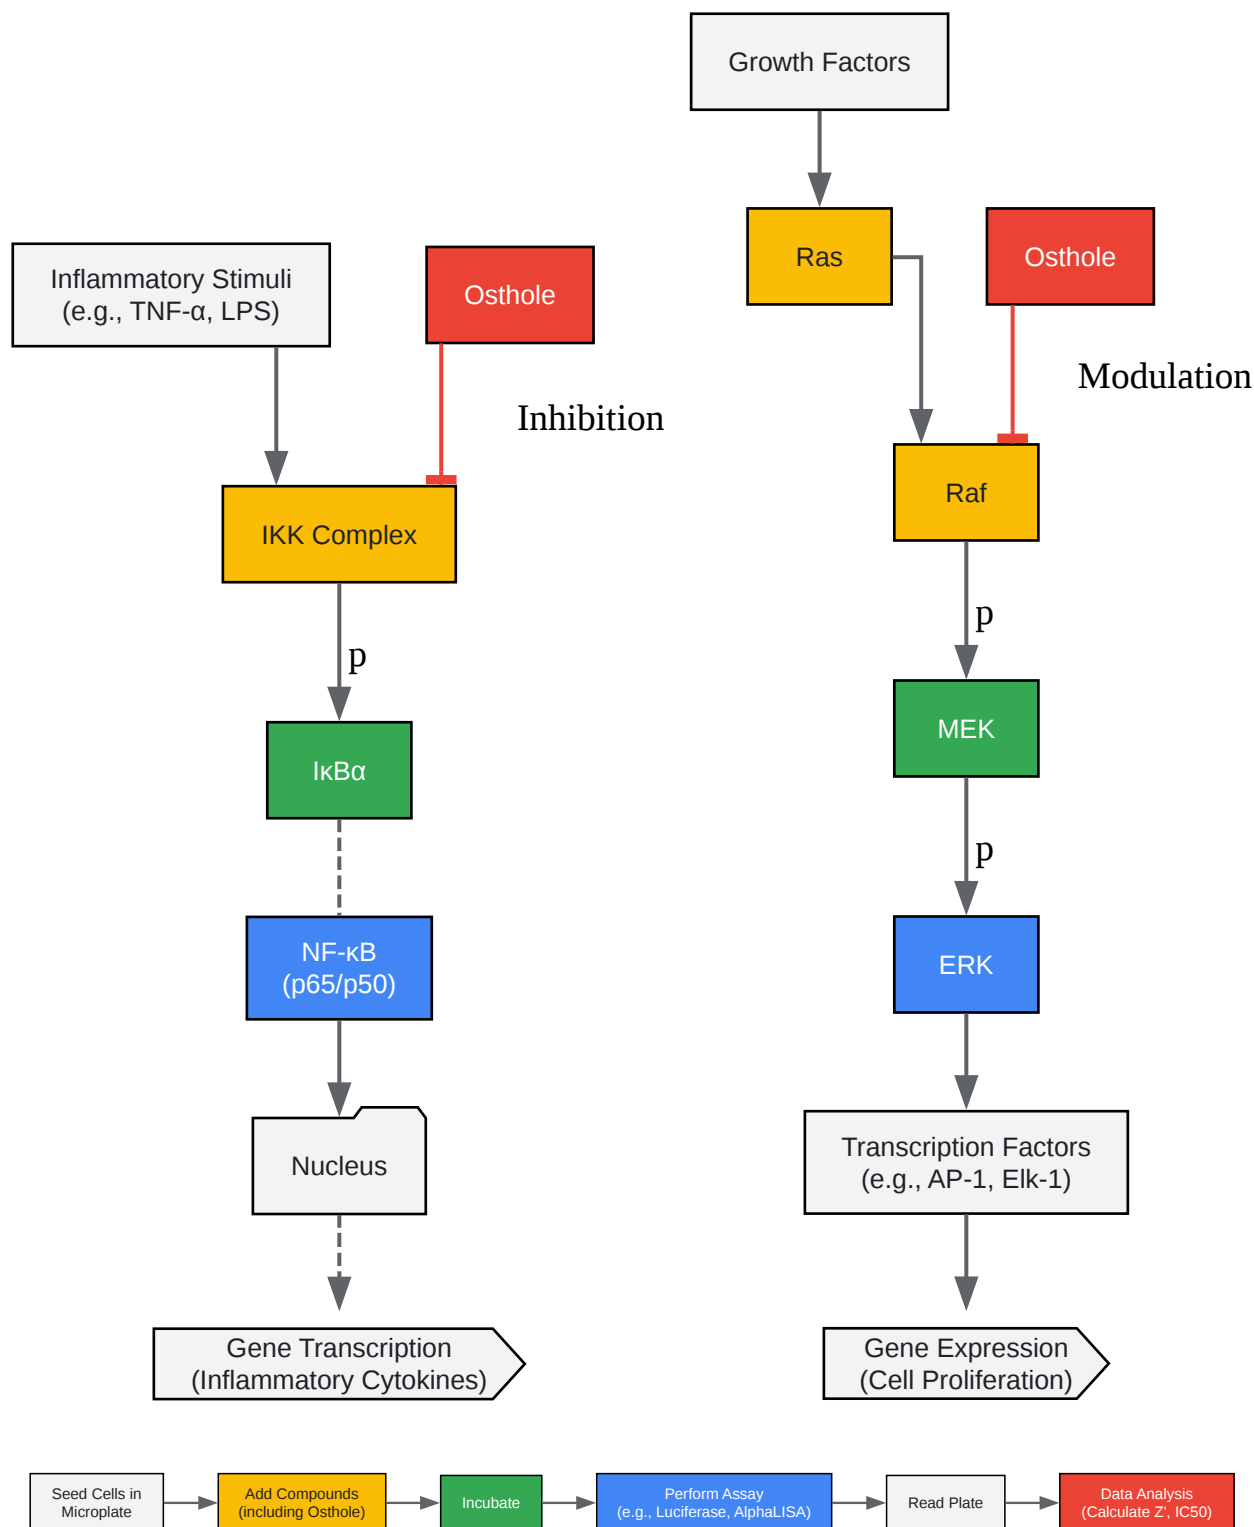 Growth Factors
Ras
Osthole
Inflammatory Stimuli
(e.g., TNF-α, LPS)
Osthole
Modulation
Inhibition
Raf
IKK Complex
p
p
MEK
IκBα
p
NF-κB
(p65/p50)
ERK
Nucleus
Transcription Factors
(e.g., AP-1, Elk-1)
Gene Transcription
(Inflammatory Cytokines)
Gene Expression
(Cell Proliferation)
Seed Cells in
Microplate
Add Compounds
(including Osthole)
Incubate
Perform Assay
(e.g., Luciferase, AlphaLISA)
Read Plate
Data Analysis
(Calculate Z', IC50)